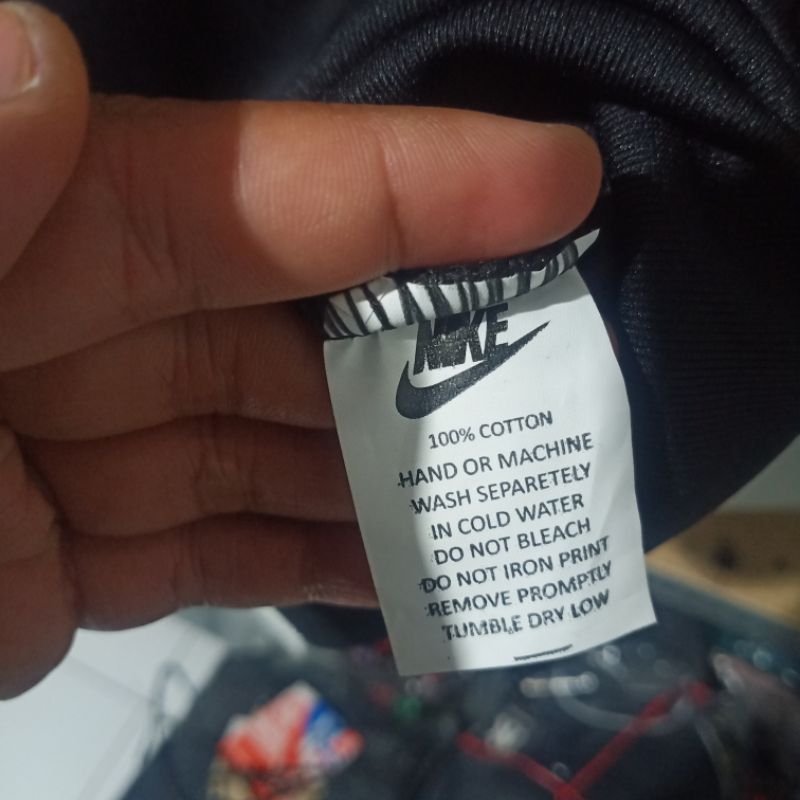 NIKE
100% COTTON
HAND OR MACHINE
WASH SEPARETELY
IN COLD WATER
DO NOT BLEACH
DO NOT IRON PRINT
REMOVE PROMPTLY
TUMBLE DRY LOW